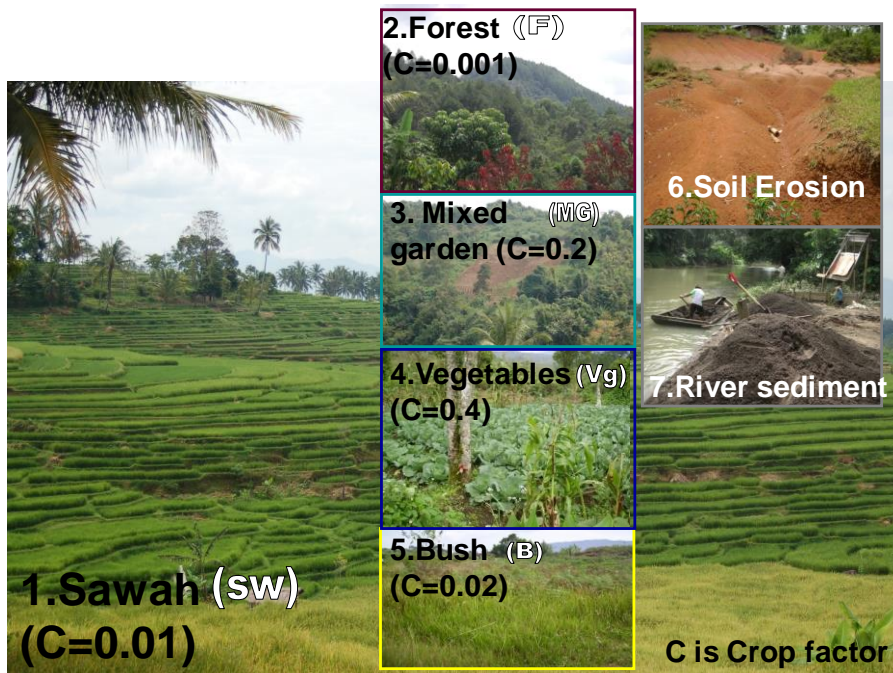 1.Sawah (sw)
(C=0.01)
2.Forest (F)
(C=0.001)
3. Mixed (MG)
garden (C=0.2)
4.Vegetables (Vg)
(C=0.4)
5.Bush (B)
(C=0.02)
6.Soil Erosion
7.River sediment
C is Crop factor